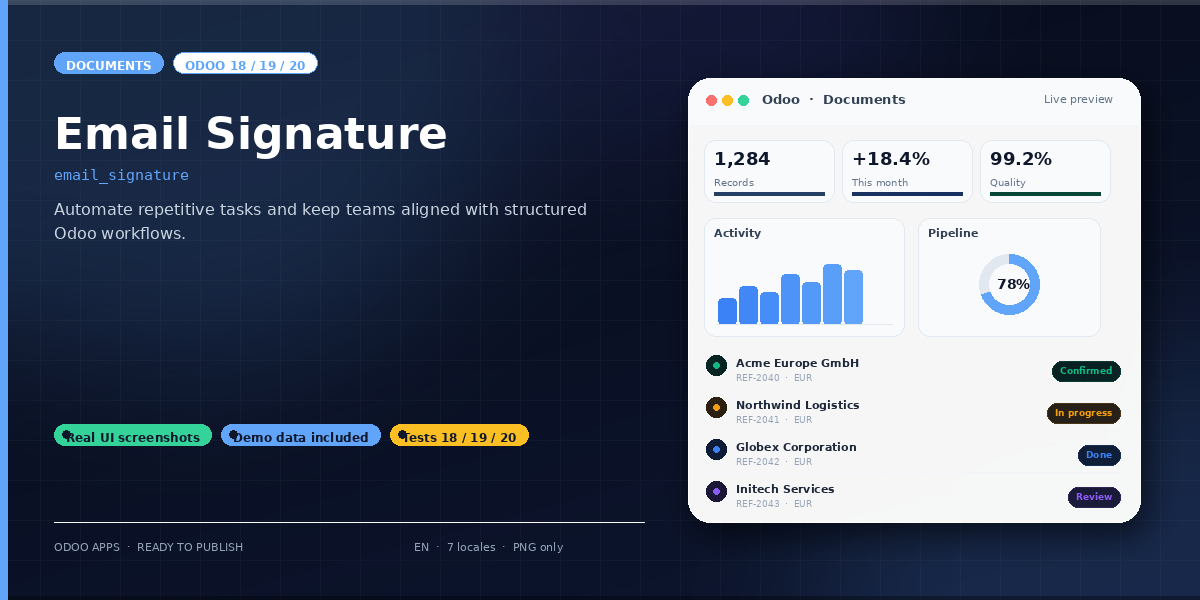 DOCUMENTS
ODOO 18 / 19 / 20
Email Signature
email_signature
Automate repetitive tasks and keep teams aligned with structured
Odoo workflows.
Real UI screenshots
Demo data included
Tests 18 / 19 / 20
ODOO APPS · READY TO PUBLISH
EN · 7 locales · PNG only
Odoo · Documents
Live preview
1,284
Records
+18.4%
This month
99.2%
Quality
Activity
Pipeline
78%
Acme Europe GmbH
REF-2040 · EUR
Confirmed
Northwind Logistics
REF-2041 · EUR
In progress
Globex Corporation
REF-2042 · EUR
Done
Initech Services
REF-2043 · EUR
Review